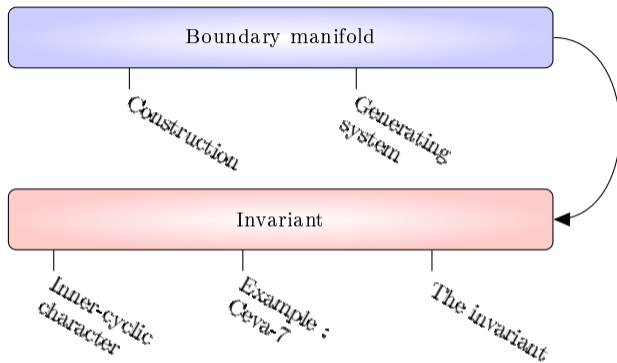 Boundary manifold
Construction
Generating
system
Invariant
Inner-cyclic
character
Example :
Ceva-7
The invariant